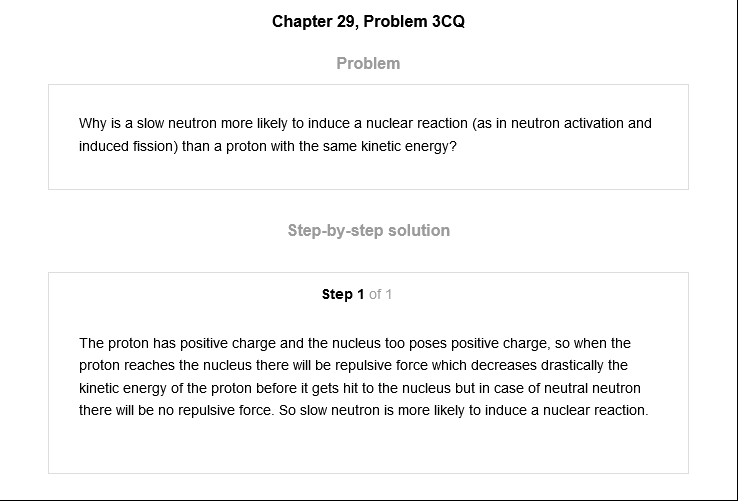 Chapter 29, Problem 3CQ
Problem
Why is a slow neutron more likely to induce a nuclear reaction (as in neutron activation and
induced fission) than a proton with the same kinetic energy?
Step-by-step solution
Step 1 of 1
The proton has positive charge and the nucleus too poses positive charge, so when the
proton reaches the nucleus there will be repulsive force which decreases drastically the
kinetic energy of the proton before it gets hit to the nucleus but in case of neutral neutron
there will be no repulsive force. So slow neutron is more likely to induce a nuclear reaction.